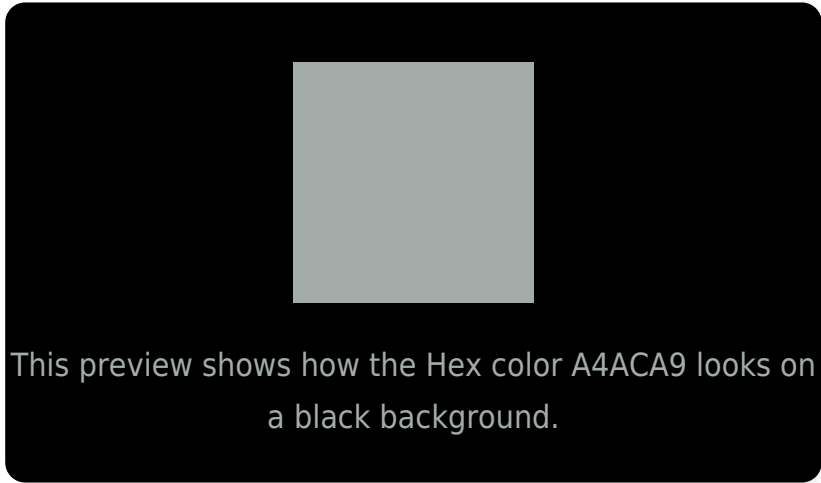 This preview shows how the Hex color A4ACA9 looks on
a black background.